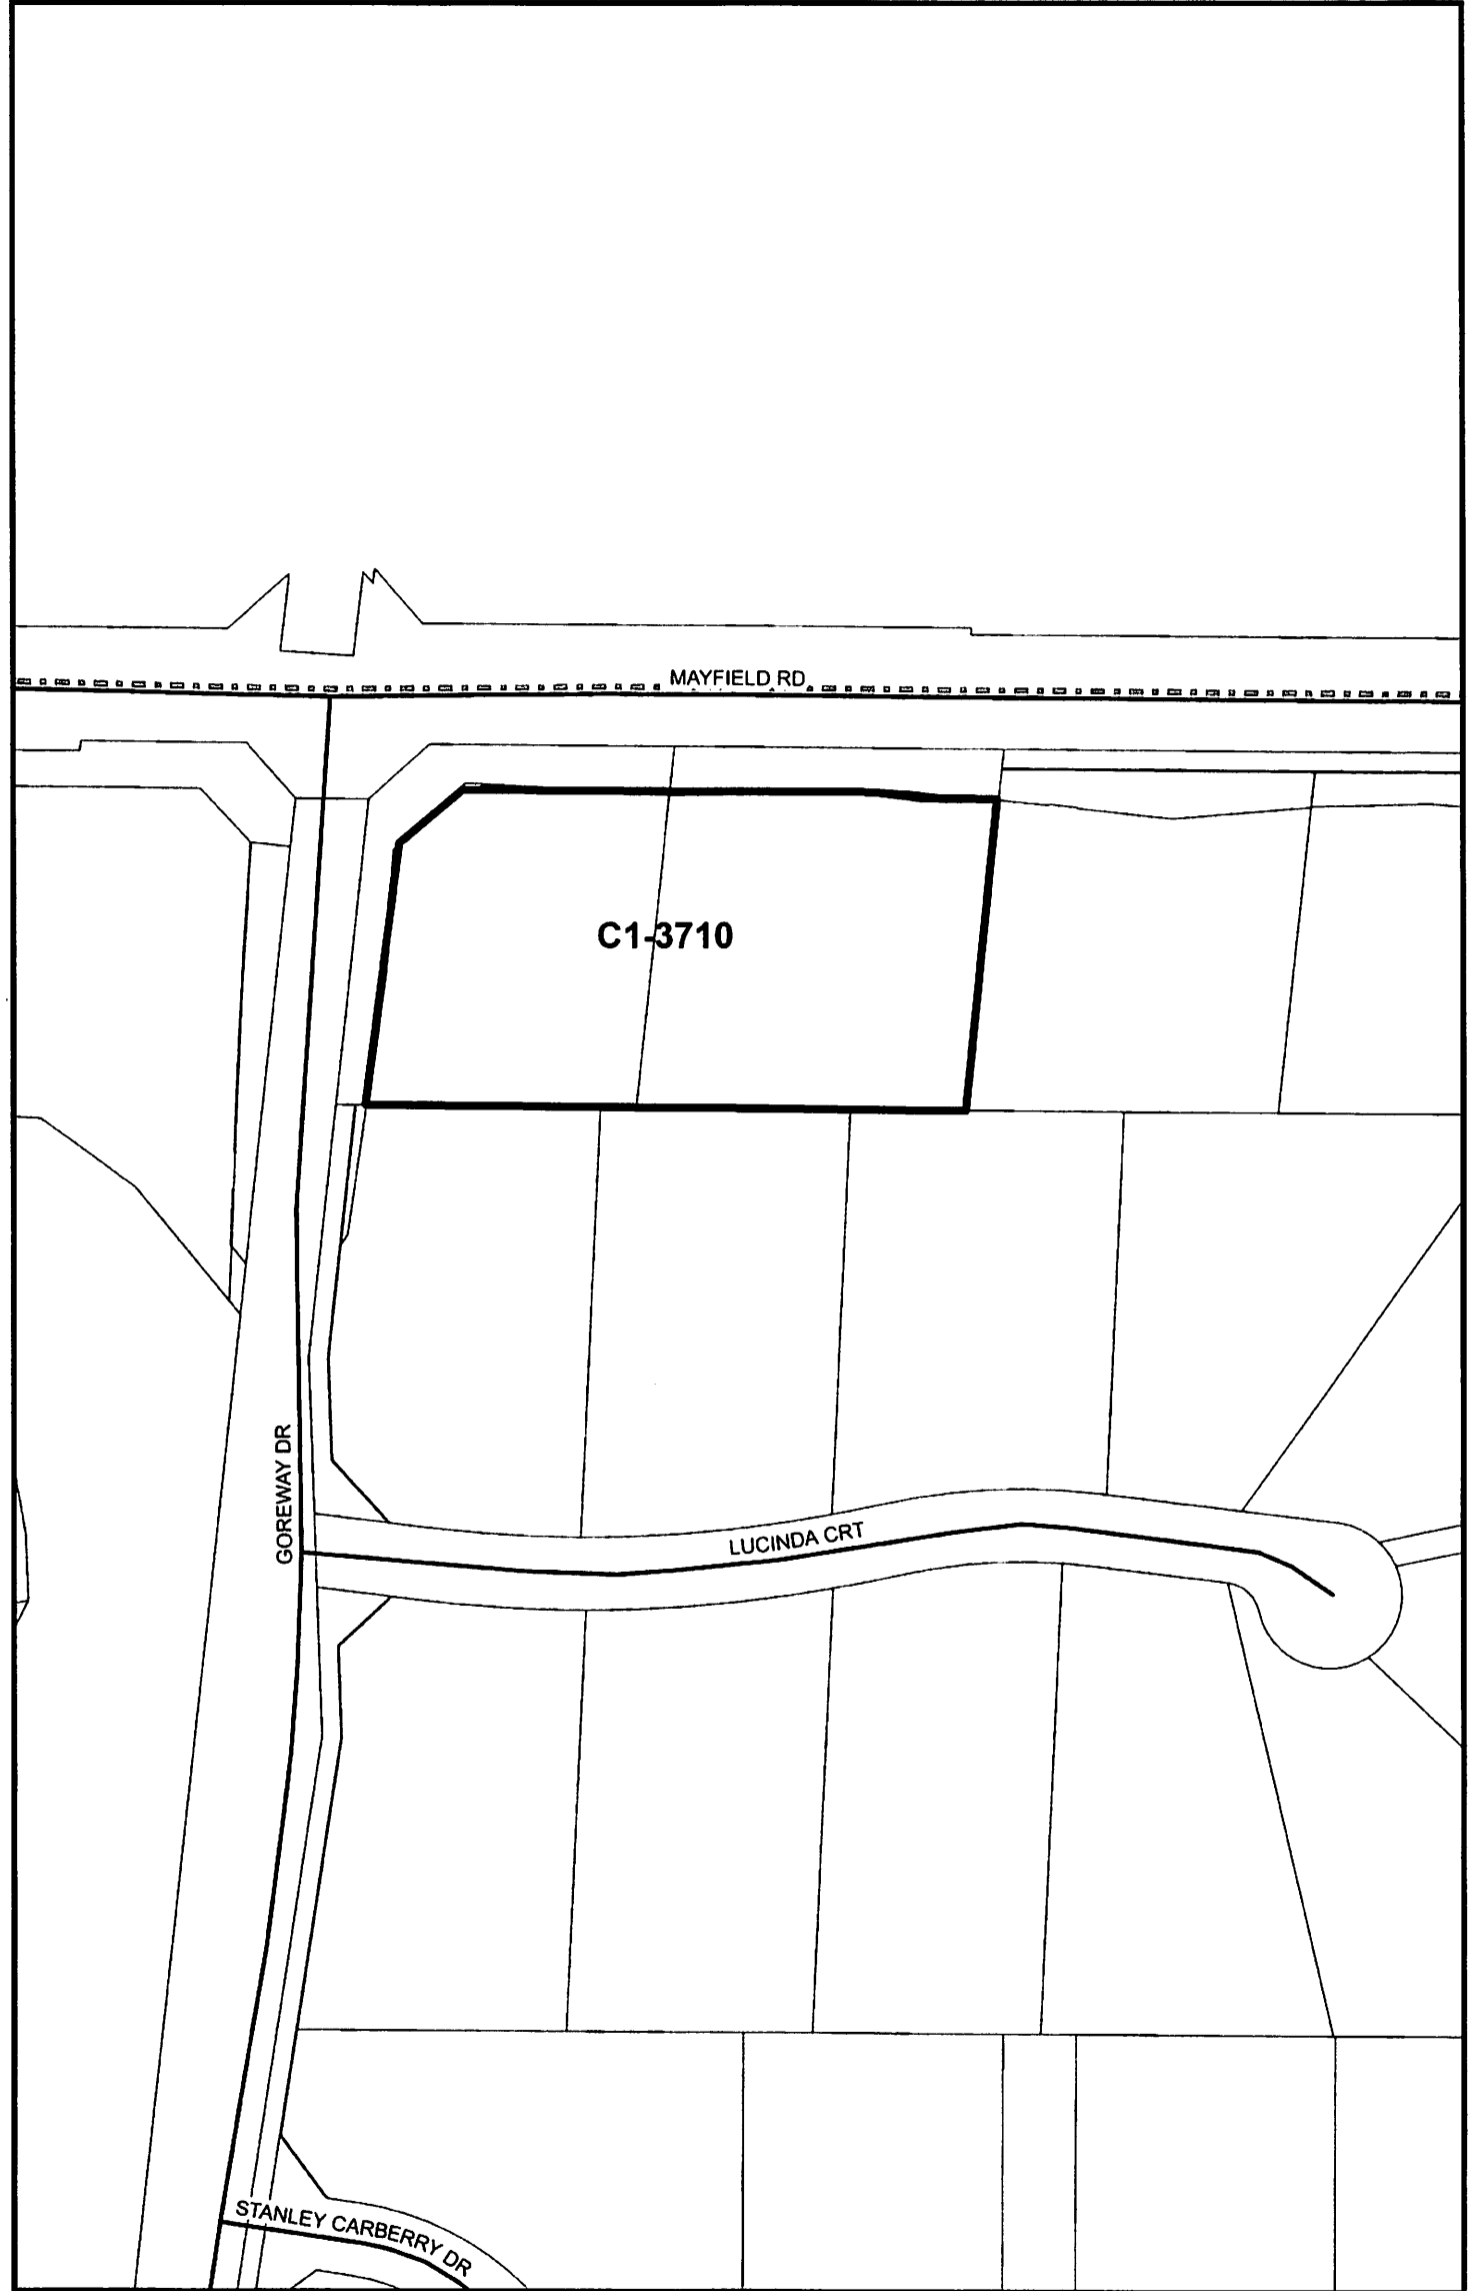 MAYFIELD RD
C1-3710
GOREWAY DR
LUCINDA CRT
STANLEY CARBERRY DR